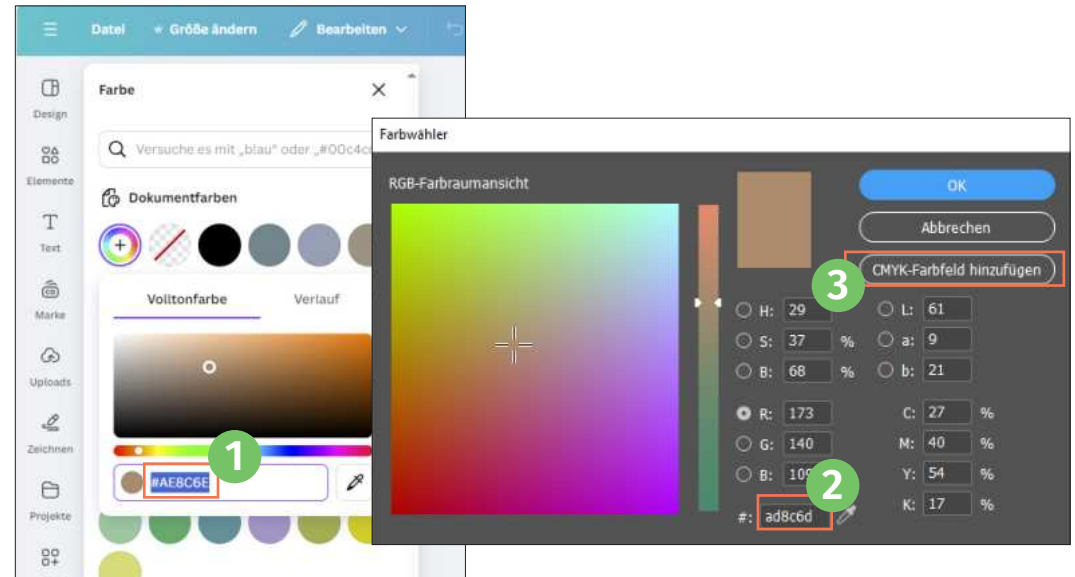 Datei
Größe ändern
Bearbeiten
Design
Elemente
Text
Marke
Uploads
Zeichnen
Projekte
Farbe
Versuche es mit „blau“ oder „#00c4cc
Dokumentfarben
Volltonfarbe Verlauf
#AE8C6E
1
Farbwähler
RGB-Farbraumansicht
OK
Abbrechen
CMYK-Farbfeld hinzufügen
3
H: 29 L: 61
S: 37 % a: 9
B: 68 % b: 21
R: 173 C: 27 %
G: 140 M: 40 %
B: 109 Y: 54 %
2
#: ad8c6d K: 17 %